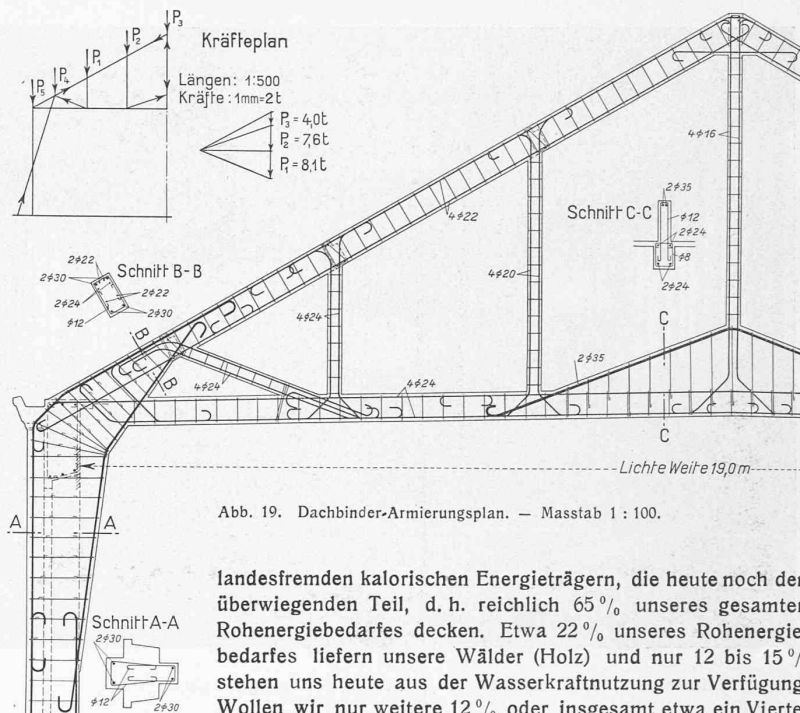 P₃
P₂
P₁
P₄
P₅
Kräfteplan
Längen: 1:500
Kräfte: 1mm=2t
P₃ = 4,0t
P₂ = 7,6t
P₁ = 8,1t
4ϕ16
2ϕ35
Schnitt C-C
ϕ12
2ϕ24
ϕ8
2ϕ24
4ϕ22
2ϕ22
Schnitt B-B
2ϕ30
2ϕ24
2ϕ22
ϕ12
2ϕ30
4ϕ20
4ϕ24
B
B
C
2ϕ35
4ϕ24
4ϕ24
C
Lichte Weite 19,0m
Abb. 19. Dachbinder-Armierungsplan. — Masstab 1 : 100.
A
A
landesfremden kalorischen Energieträgern, die heute noch der
überwiegenden Teil, d. h. reichlich 65 % unseres gesamten
Rohenergiebedarfes decken. Etwa 22 % unseres Rohenergie
bedarfes liefern unsere Wälder (Holz) und nur 12 bis 15 %
stehen uns heute aus der Wasserkraftnutzung zur Verfügung
Wollen wir nur weitere 12 % oder insgesamt etwa ein Vierte
Schnitt A-A
2ϕ30
ϕ12
2ϕ30